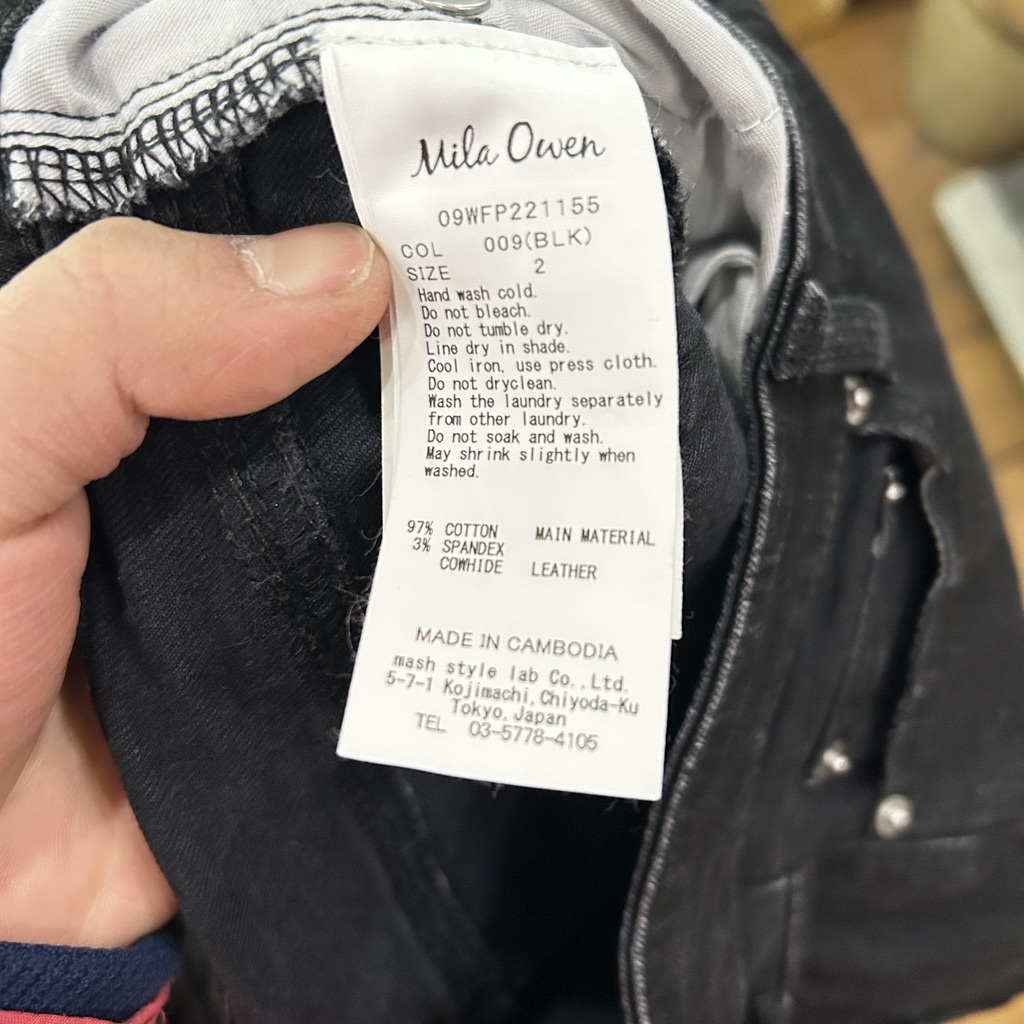 Mila Owen
09WFP221155
COL 009(BLK)
SIZE 2
Hand wash cold.
Do not bleach.
Do not tumble dry.
Line dry in shade.
Cool iron, use press cloth.
Do not dryclean.
Wash the laundry separately
from other laundry.
Do not soak and wash.
May shrink slightly when
washed.
97% COTTON MAIN MATERIAL
3% SPANDEX
COWHIDE LEATHER
MADE IN CAMBODIA
mash style lab Co.,Ltd.
5-7-1 Kojimachi,Chiyoda-Ku
Tokyo,Japan
TEL 03-5778-4105